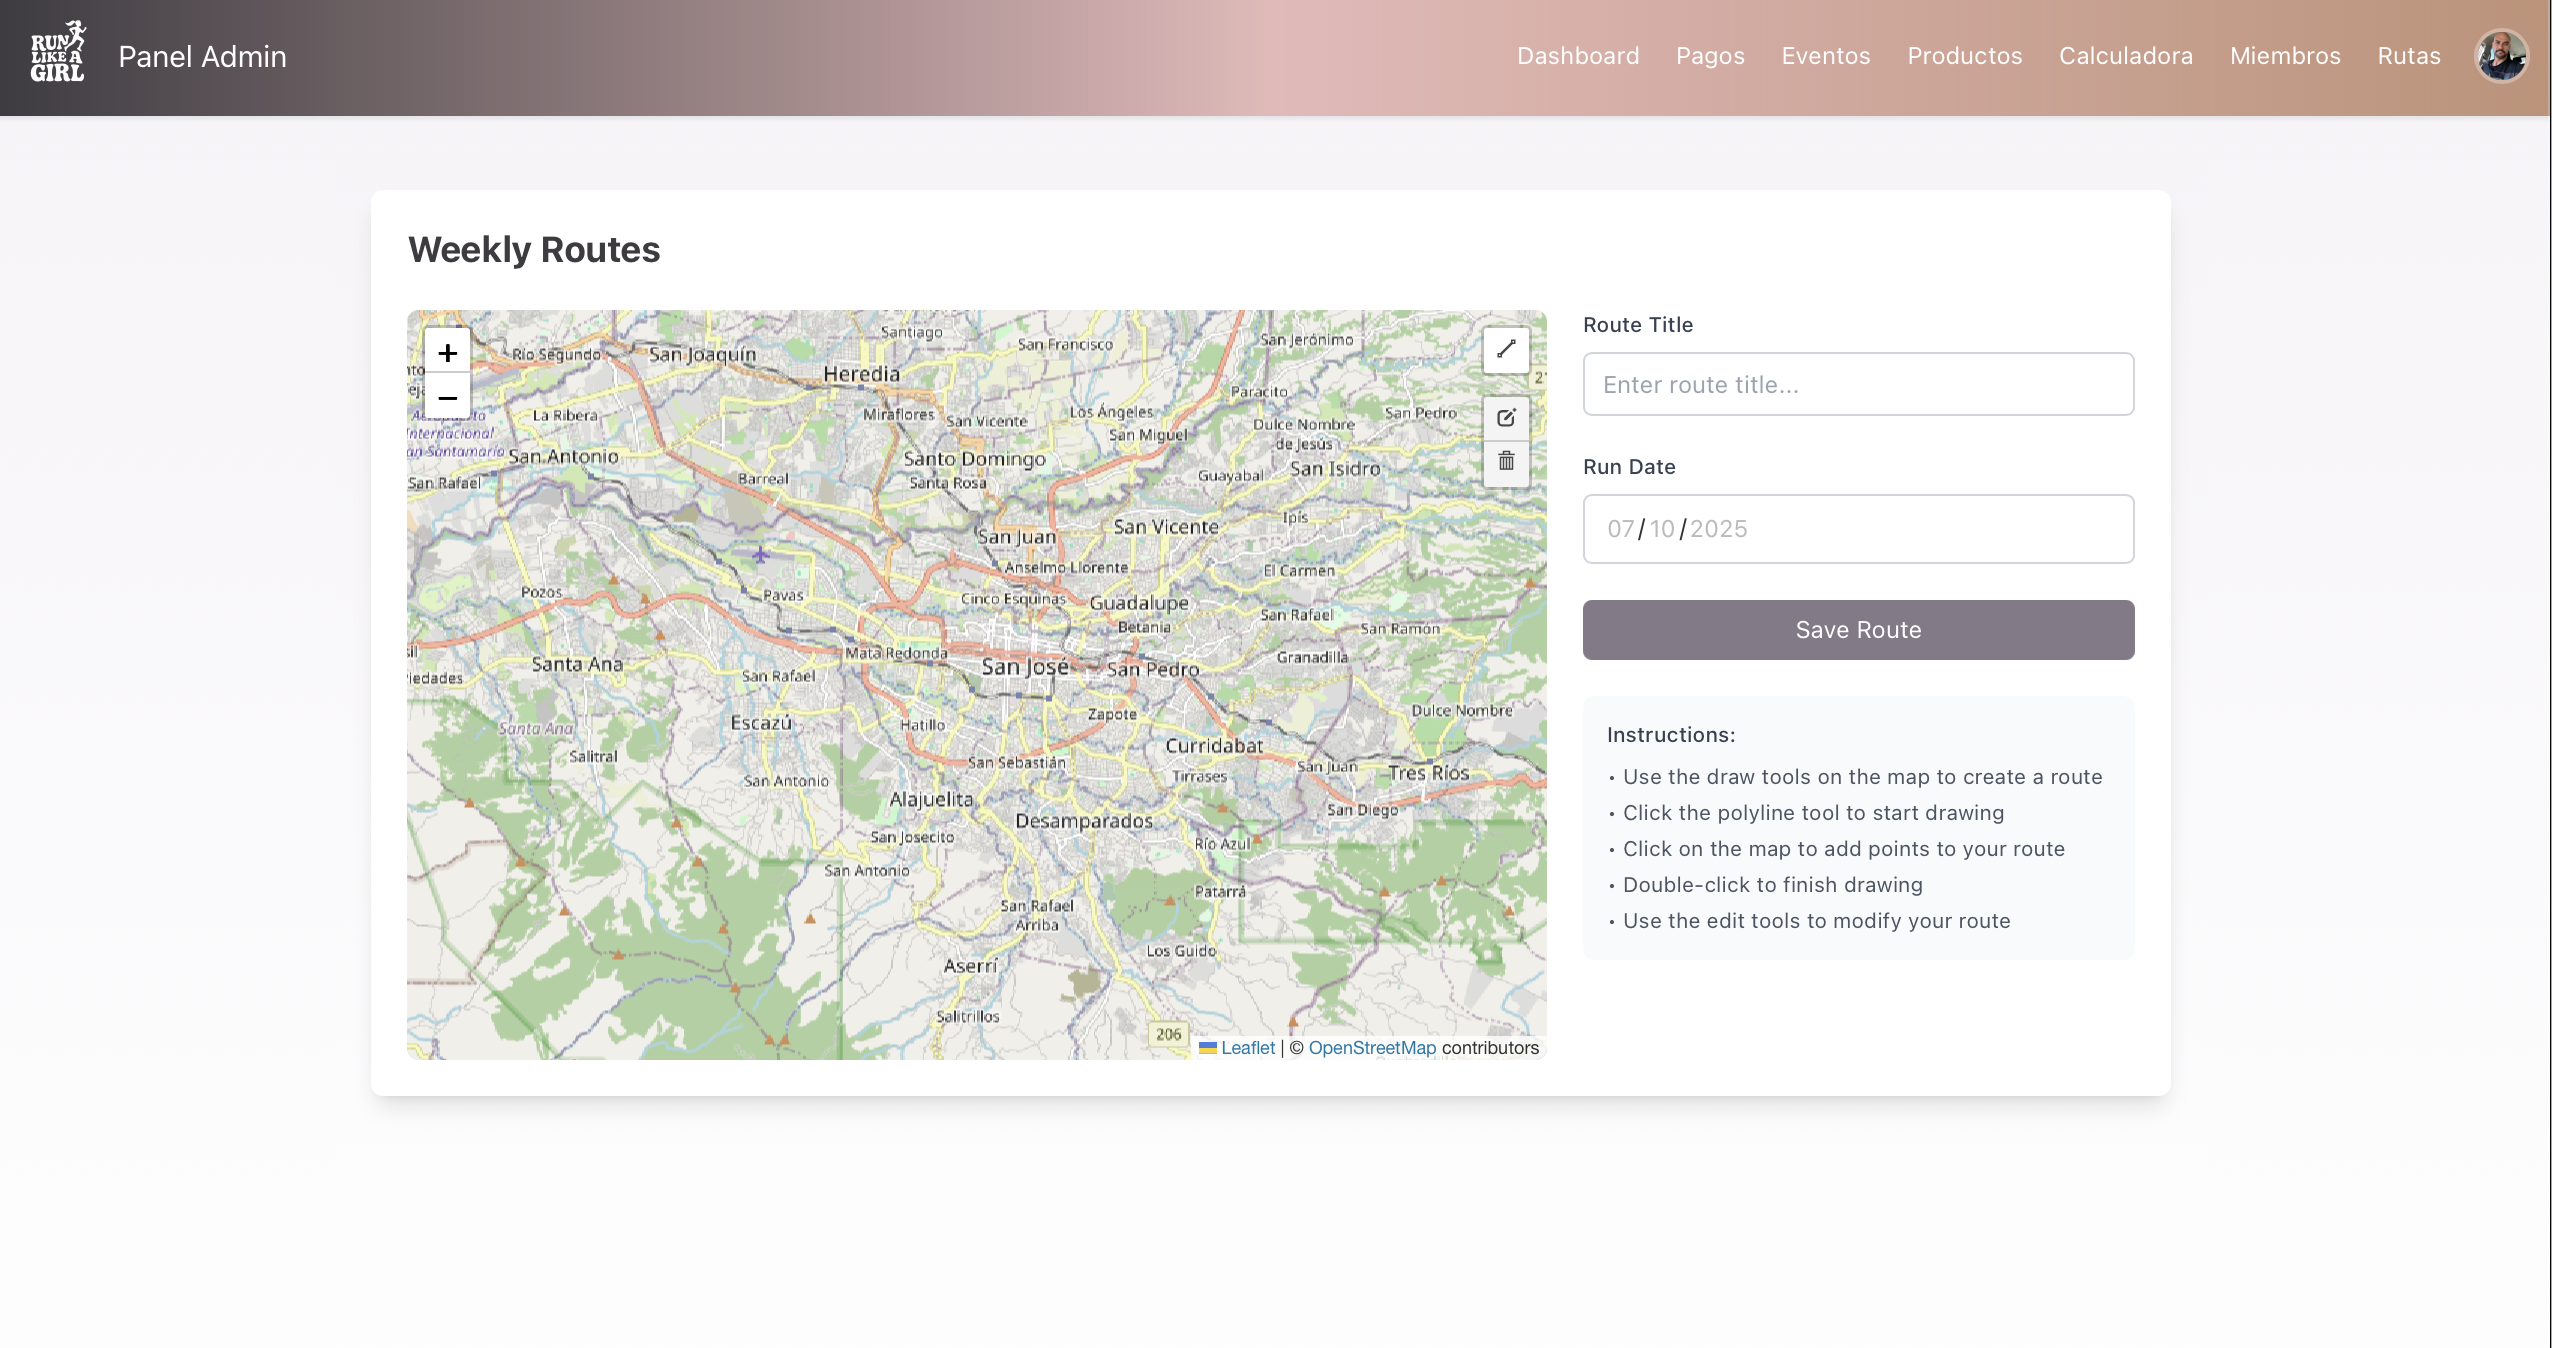 RUN
LIKE A
GIRL
Panel Admin
Dashboard Pagos Eventos Productos Calculadora Miembros Rutas
Weekly Routes
+
−
Santiago
San Francisco
San Jerónimo
Río Segundo
San Joaquín
Heredia
Paracito
La Ribera
Miraflores
San Vicente
Los Ángeles
San Miguel
San Pedro
Dulce Nombre
de Jesús
Internacional
San Antonio
Santo Domingo
San Isidro
San Rafael
Barreal
Santa Rosa
Guayabal
San Juan
San Vicente
Ipís
Anselmo Llorente
El Carmen
Pozos
Pavas
Cinco Esquinas
Guadalupe
San Rafael
Betania
San Ramón
Mata Redonda
Santa Ana
San José
San Pedro
Granadilla
iedades
San Rafael
Santa Ana
Escazú
Hatillo
Zapote
Dulce Nombre
Salitral
Curridabat
San Sebastián
San Antonio
Tirrases
San Juan
Tres Ríos
Alajuelita
San Diego
Desamparados
San Josecito
Río Azul
San Antonio
Patarrá
San Rafael
Arriba
Los Guido
Aserrí
Salitrillos
206
Leaflet | © OpenStreetMap contributors
Route Title
Enter route title...
Run Date
07/10/2025
Save Route
Instructions:
• Use the draw tools on the map to create a route
• Click the polyline tool to start drawing
• Click on the map to add points to your route
• Double-click to finish drawing
• Use the edit tools to modify your route